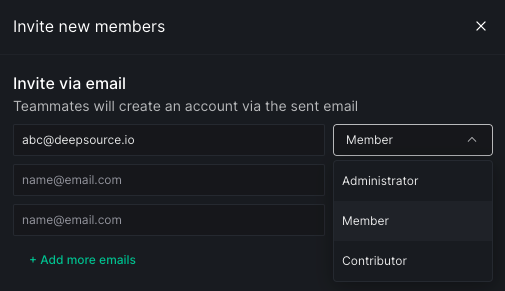 Invite new members
Invite via email
Teammates will create an account via the sent email
abc@deepsource.io
Member
name@email.com
Administrator
Member
name@email.com
+ Add more emails
Contributor